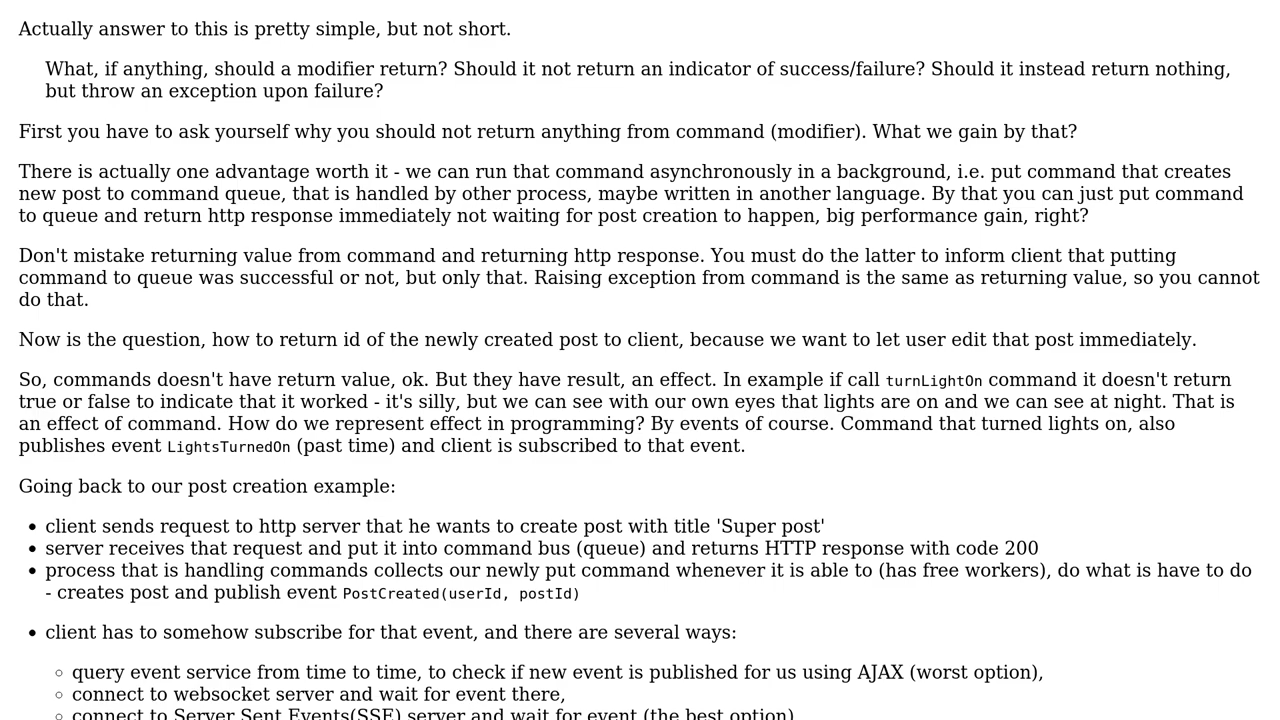 Actually answer to this is pretty simple, but not short.
What, if anything, should a modifier return? Should it not return an indicator of success/failure? Should it instead return nothing,
but throw an exception upon failure?
First you have to ask yourself why you should not return anything from command (modifier). What we gain by that?
There is actually one advantage worth it - we can run that command asynchronously in a background, i.e. put command that creates
new post to command queue, that is handled by other process, maybe written in another language. By that you can just put command
to queue and return http response immediately not waiting for post creation to happen, big performance gain, right?
Don't mistake returning value from command and returning http response. You must do the latter to inform client that putting
command to queue was successful or not, but only that. Raising exception from command is the same as returning value, so you cannot
do that.
Now is the question, how to return id of the newly created post to client, because we want to let user edit that post immediately.
So, commands doesn't have return value, ok. But they have result, an effect. In example if call turnLightOn command it doesn't return
true or false to indicate that it worked - it's silly, but we can see with our own eyes that lights are on and we can see at night. That is
an effect of command. How do we represent effect in programming? By events of course. Command that turned lights on, also
publishes event LightsTurnedOn (past time) and client is subscribed to that event.
Going back to our post creation example:
• client sends request to http server that he wants to create post with title 'Super post'
• server receives that request and put it into command bus (queue) and returns HTTP response with code 200
• process that is handling commands collects our newly put command whenever it is able to (has free workers), do what is have to do
- creates post and publish event PostCreated(userId, postId)
• client has to somehow subscribe for that event, and there are several ways:
◦ query event service from time to time, to check if new event is published for us using AJAX (worst option),
◦ connect to websocket server and wait for event there,
◦ connect to Server Sent Events(SSE) server and wait for event (the best option)